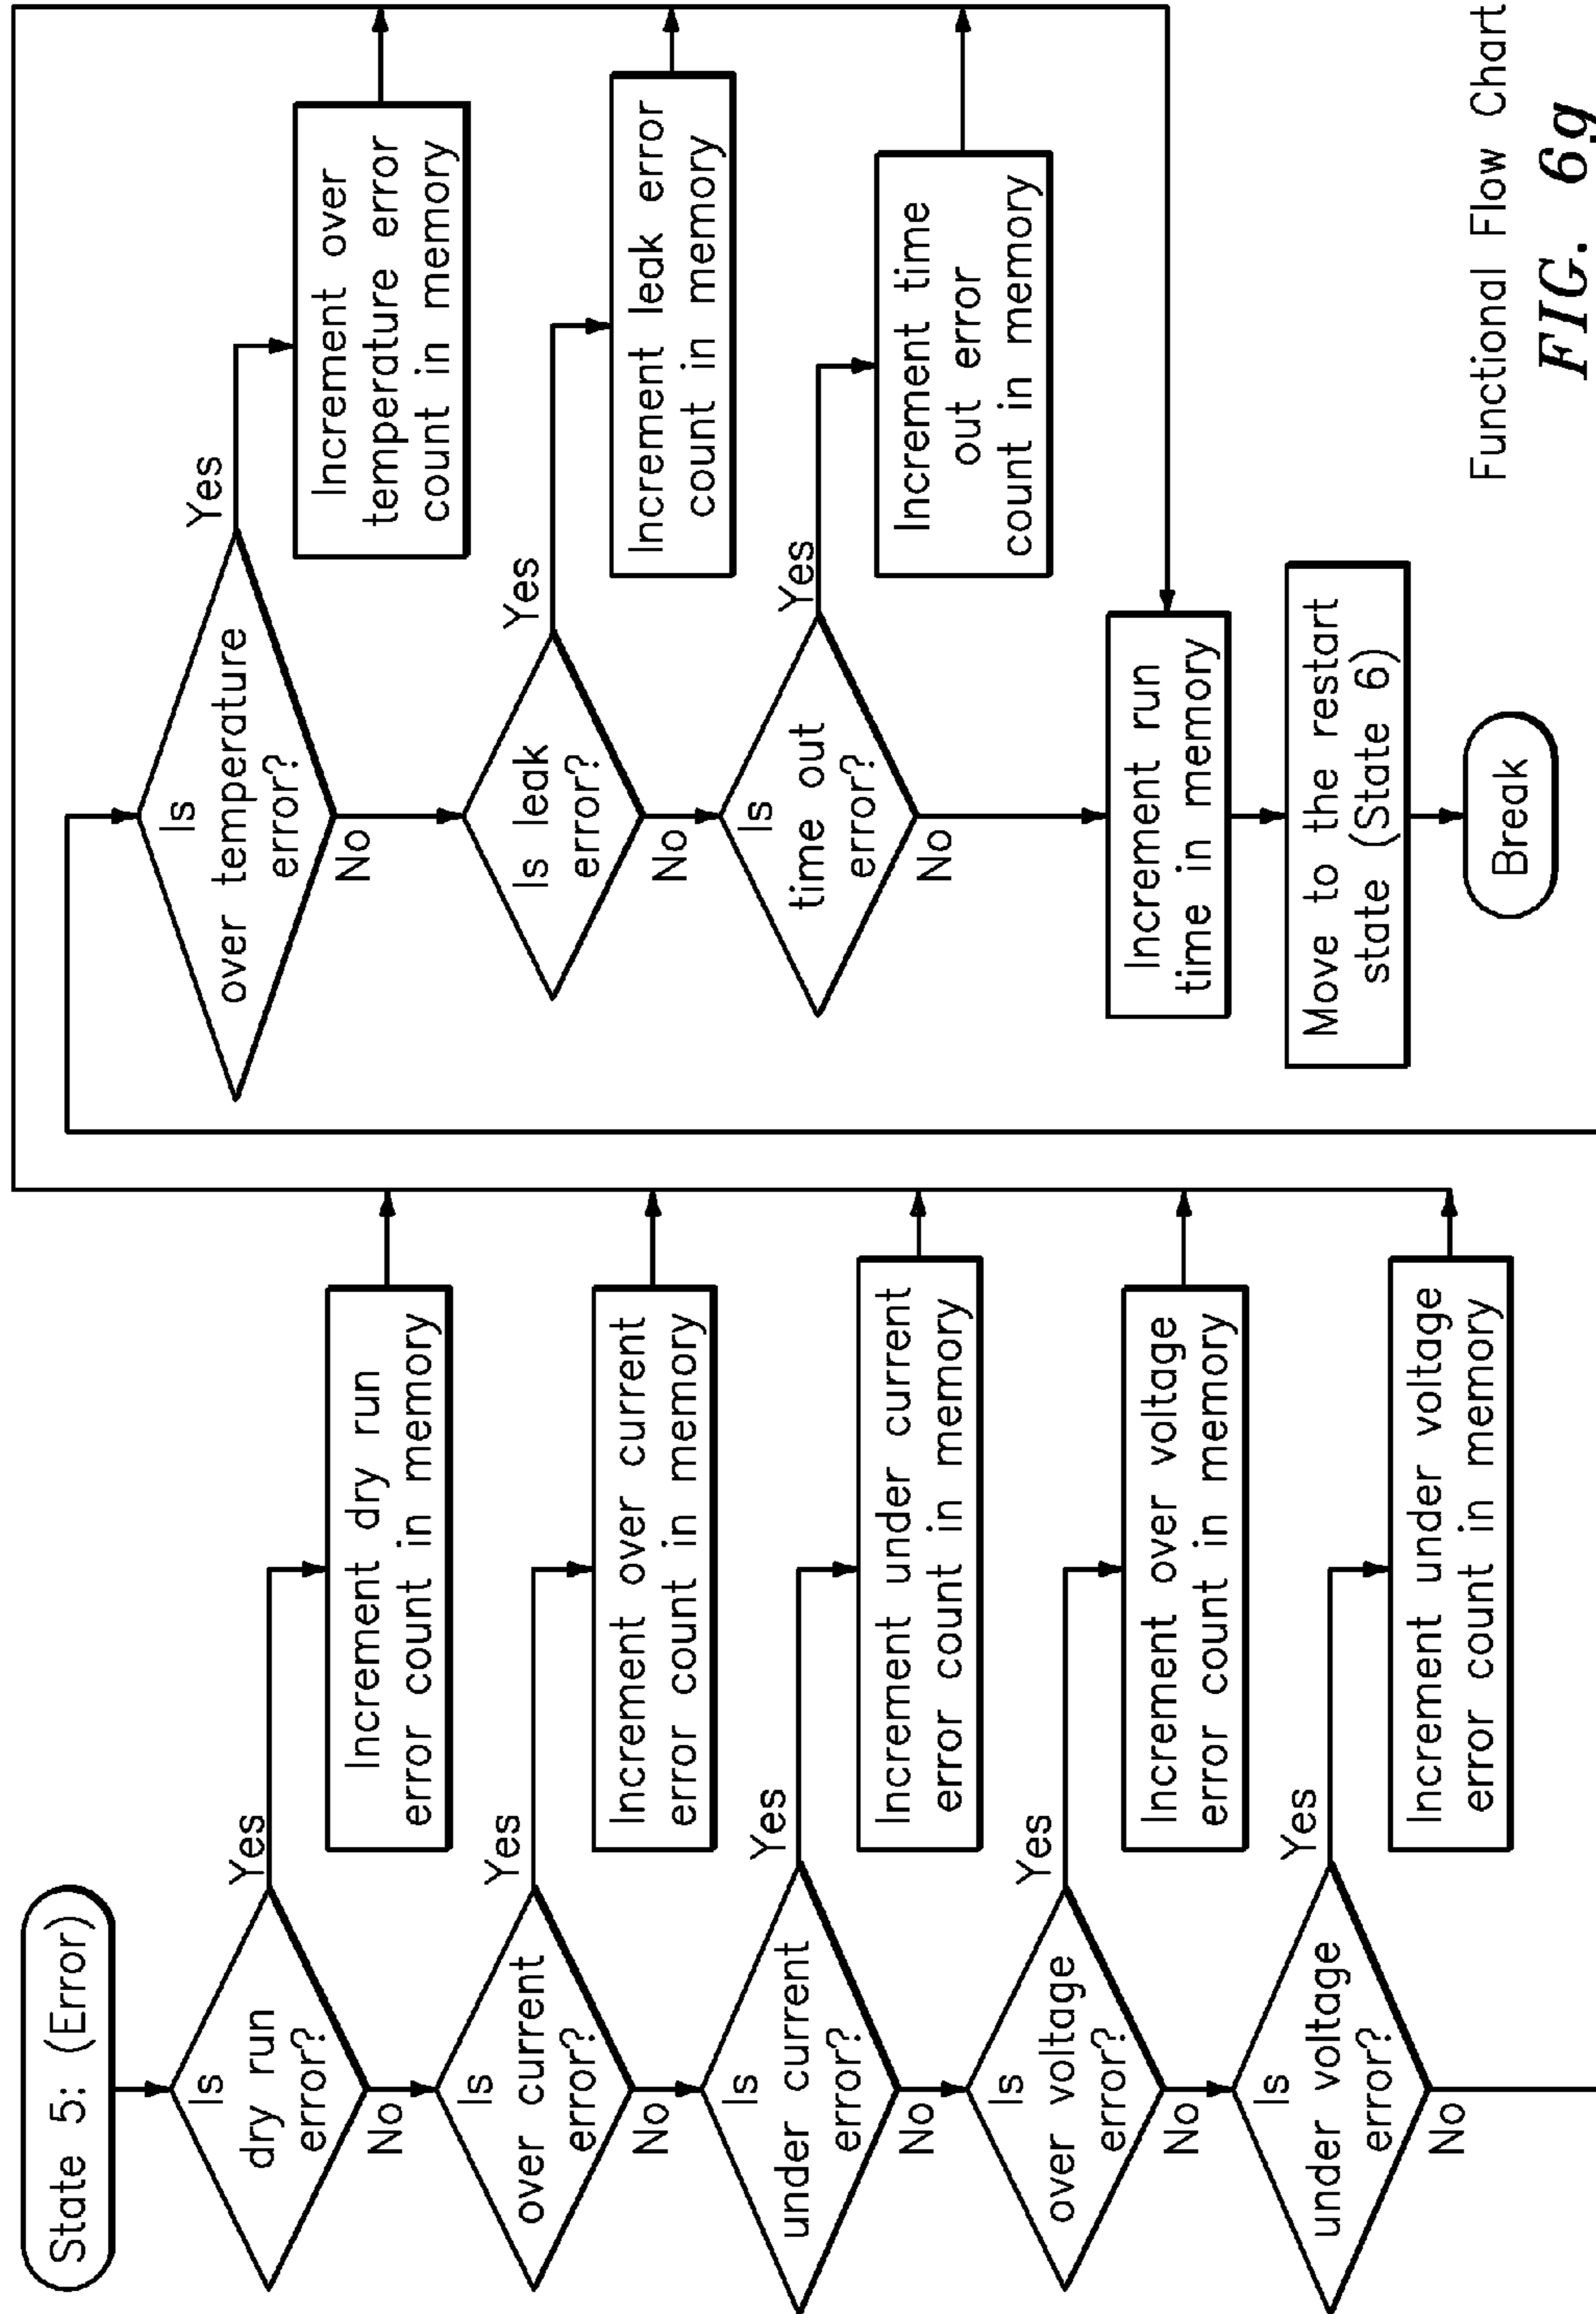 State 5: (Error)
Is
dry run
error?
Yes
No
Increment dry run
error count in memory
Is
over current
error?
Yes
No
Increment over current
error count in memory
Is
under current
error?
Yes
No
Increment under current
error count in memory
Is
over voltage
error?
Yes
No
Increment over voltage
error count in memory
Is
under voltage
error?
Yes
No
Increment under voltage
error count in memory
Is
over temperature
error?
Yes
No
Increment over
temperature error
count in memory
Is leak
error?
Yes
No
Increment leak error
count in memory
Is
time out
error?
Yes
No
Increment time
out error
count in memory
Increment run
time in memory
Move to the restart
state (State 6)
Break
Functional Flow Chart
FIG. 6g